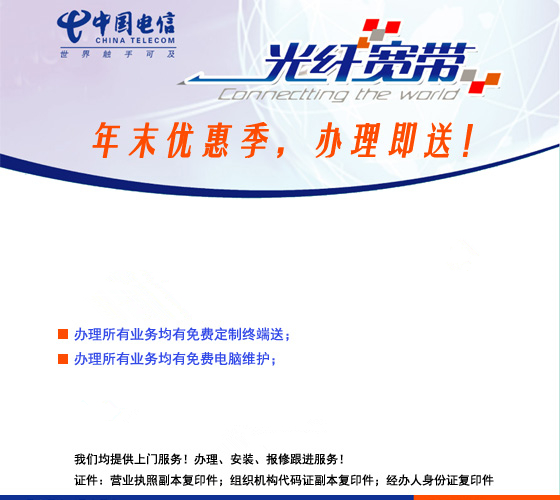 中国电信
CHINA TELECOM
世界触手可及
光纤宽带
Connectting the world
年末优惠季，办理即送！
办理所有业务均有免费定制终端送；
办理所有业务均有免费电脑维护；
我们均提供上门服务！办理、安装、报修跟进服务！
证件：营业执照副本复印件；组织机构代码证副本复印件；经办人身份证复印件